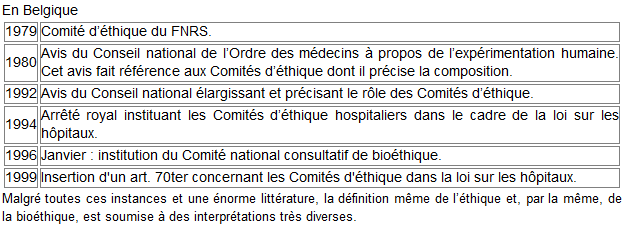 En Belgique
1979 Comité d'éthique du FNRS.
1980 Avis du Conseil national de l'Ordre des médecins à propos de l'expérimentation humaine.
Cet avis fait référence aux Comités d'éthique dont il précise la composition.
1992 Avis du Conseil national élargissant et précisant le rôle des Comités d'éthique.
1994 Arrêté royal instituant les Comités d'éthique hospitaliers dans le cadre de la loi sur les
hôpitaux.
1996 Janvier : institution du Comité national consultatif de bioéthique.
1999 Insertion d'un art. 70ter concernant les Comités d'éthique dans la loi sur les hôpitaux.
Malgré toutes ces instances et une énorme littérature, la définition même de l'éthique et, par la même, de
la bioéthique, est soumise à des interprétations très diverses.